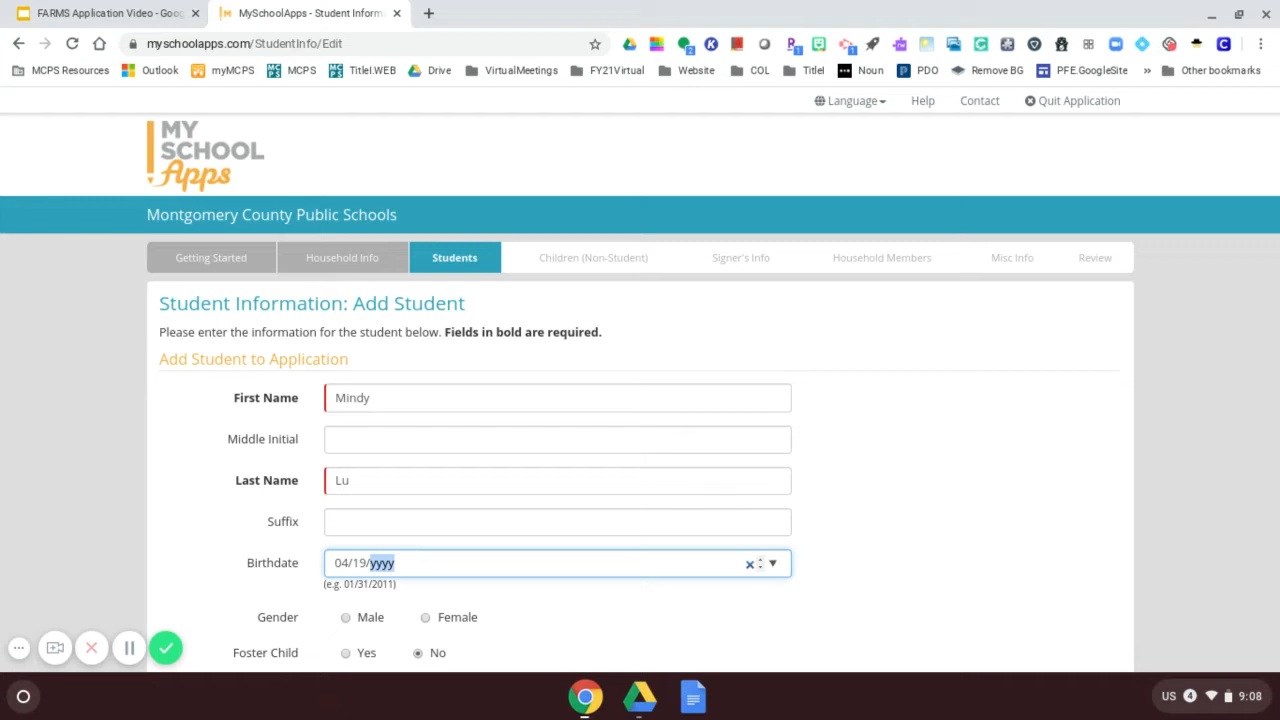 FARMS Application Video - Goog
MySchoolApps - Student Inform
myschoolapps.com/StudentInfo/Edit
MCPS Resources
Outlook
myMCPS
MCPS
TitleI.WEB
Drive
VirtualMeetings
FY21Virtual
Website
COL
TitleI
Noun
PDO
Remove BG
PFE.GoogleSite
»
Other bookmarks
Language
Help
Contact
Quit Application
MY
SCHOOL
Apps
Montgomery County Public Schools
Getting Started
Household Info
Students
Children (Non-Student)
Signer's Info
Household Members
Misc Info
Review
Student Information: Add Student
Please enter the information for the student below. Fields in bold are required.
Add Student to Application
First Name
Mindy
Middle Initial
Last Name
Lu
Suffix
Birthdate
04/19/yyyy
(e.g. 01/31/2011)
Gender
Male
Female
Foster Child
Yes
No
US
4
9:08